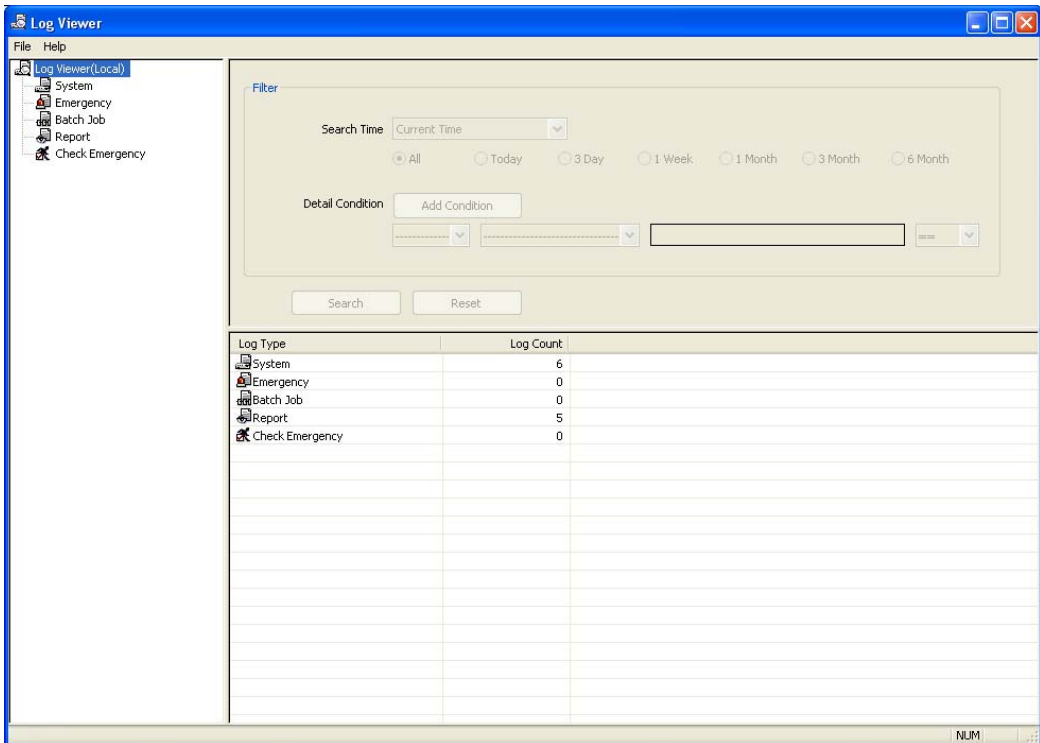 Log Viewer
File Help
Log Viewer(Local)
System
Emergency
Batch Job
Report
Check Emergency
Filter
Search Time Current Time
All Today 3 Day 1 Week 1 Month 3 Month 6 Month
Detail Condition Add Condition
------------- --------------------------------- ==
Search Reset
Log Type Log Count
System 6
Emergency 0
Batch Job 0
Report 5
Check Emergency 0
NUM